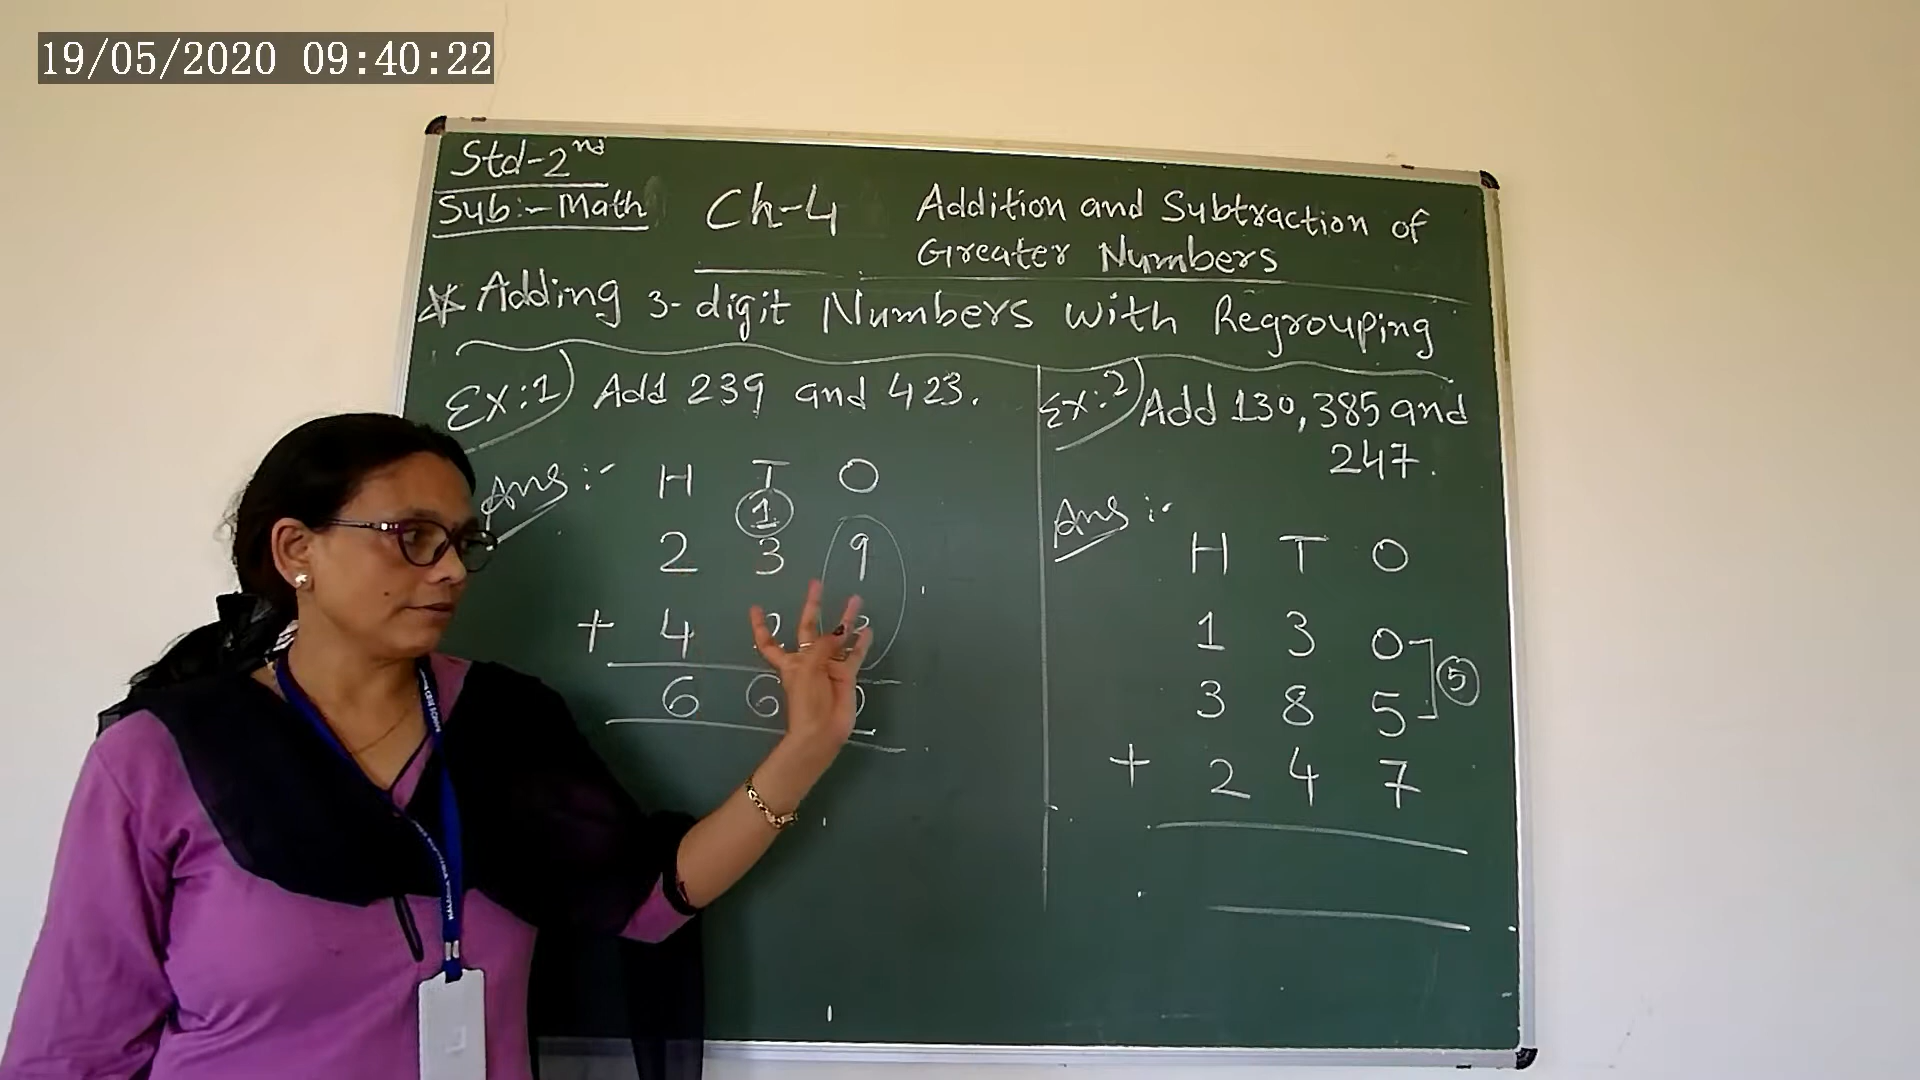 19/05/2020 09:40:22
Std-2nd
Sub:- Math
Ch-4
Addition and Subtraction of
Greater Numbers
* Adding 3-digit Numbers with Regrouping
Ex:1) Add 239 and 423.
Ans:-
H T O
1
2 3 9
+ 4 2 3
6 6
Ex:2) Add 130, 385 and
247.
Ans:-
H T O
1 3 0
3 8 5
5
+ 2 4 7